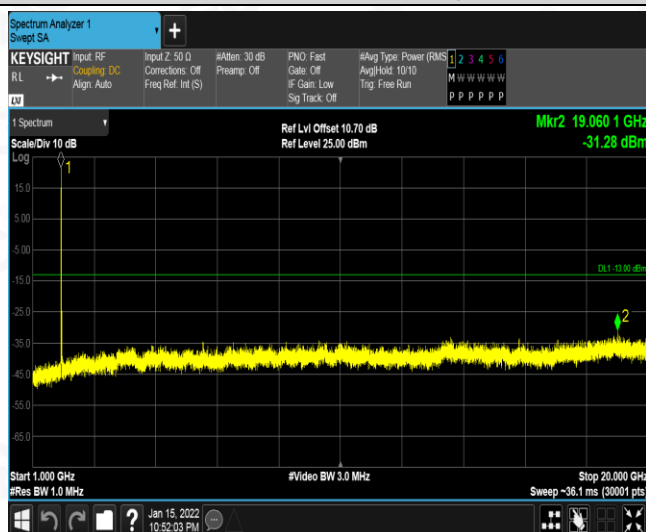 Spectrum Analyzer 1
Swept SA
+
KEYSIGHT Input: RF Input Z: 50 Ω #Atten: 30 dB PNO: Fast #Avg Type: Power (RMS 1 2 3 4 5 6
RL Coupling: DC Corrections: Off Preamp: Off Gate: Off Avg|Hold: 10/10 M W W W W W
Align: Auto Freq Ref: Int (S) IF Gain: Low Trig: Free Run
Sig Track: Off P P P P P P
LXI
1 Spectrum Ref Lvl Offset 10.70 dB Mkr2 19.060 1 GHz
Scale/Div 10 dB Ref Level 25.00 dBm -31.28 dBm
Log 1
15.0
5.00
-5.00
DL1 -13.00 dBm
-15.0
-25.0
2
-35.0
-45.0
-55.0
-65.0
Start 1.000 GHz #Video BW 3.0 MHz Stop 20.000 GHz
#Res BW 1.0 MHz Sweep ~36.1 ms (30001 pts)
? Jan 15, 2022
10:52:03 PM